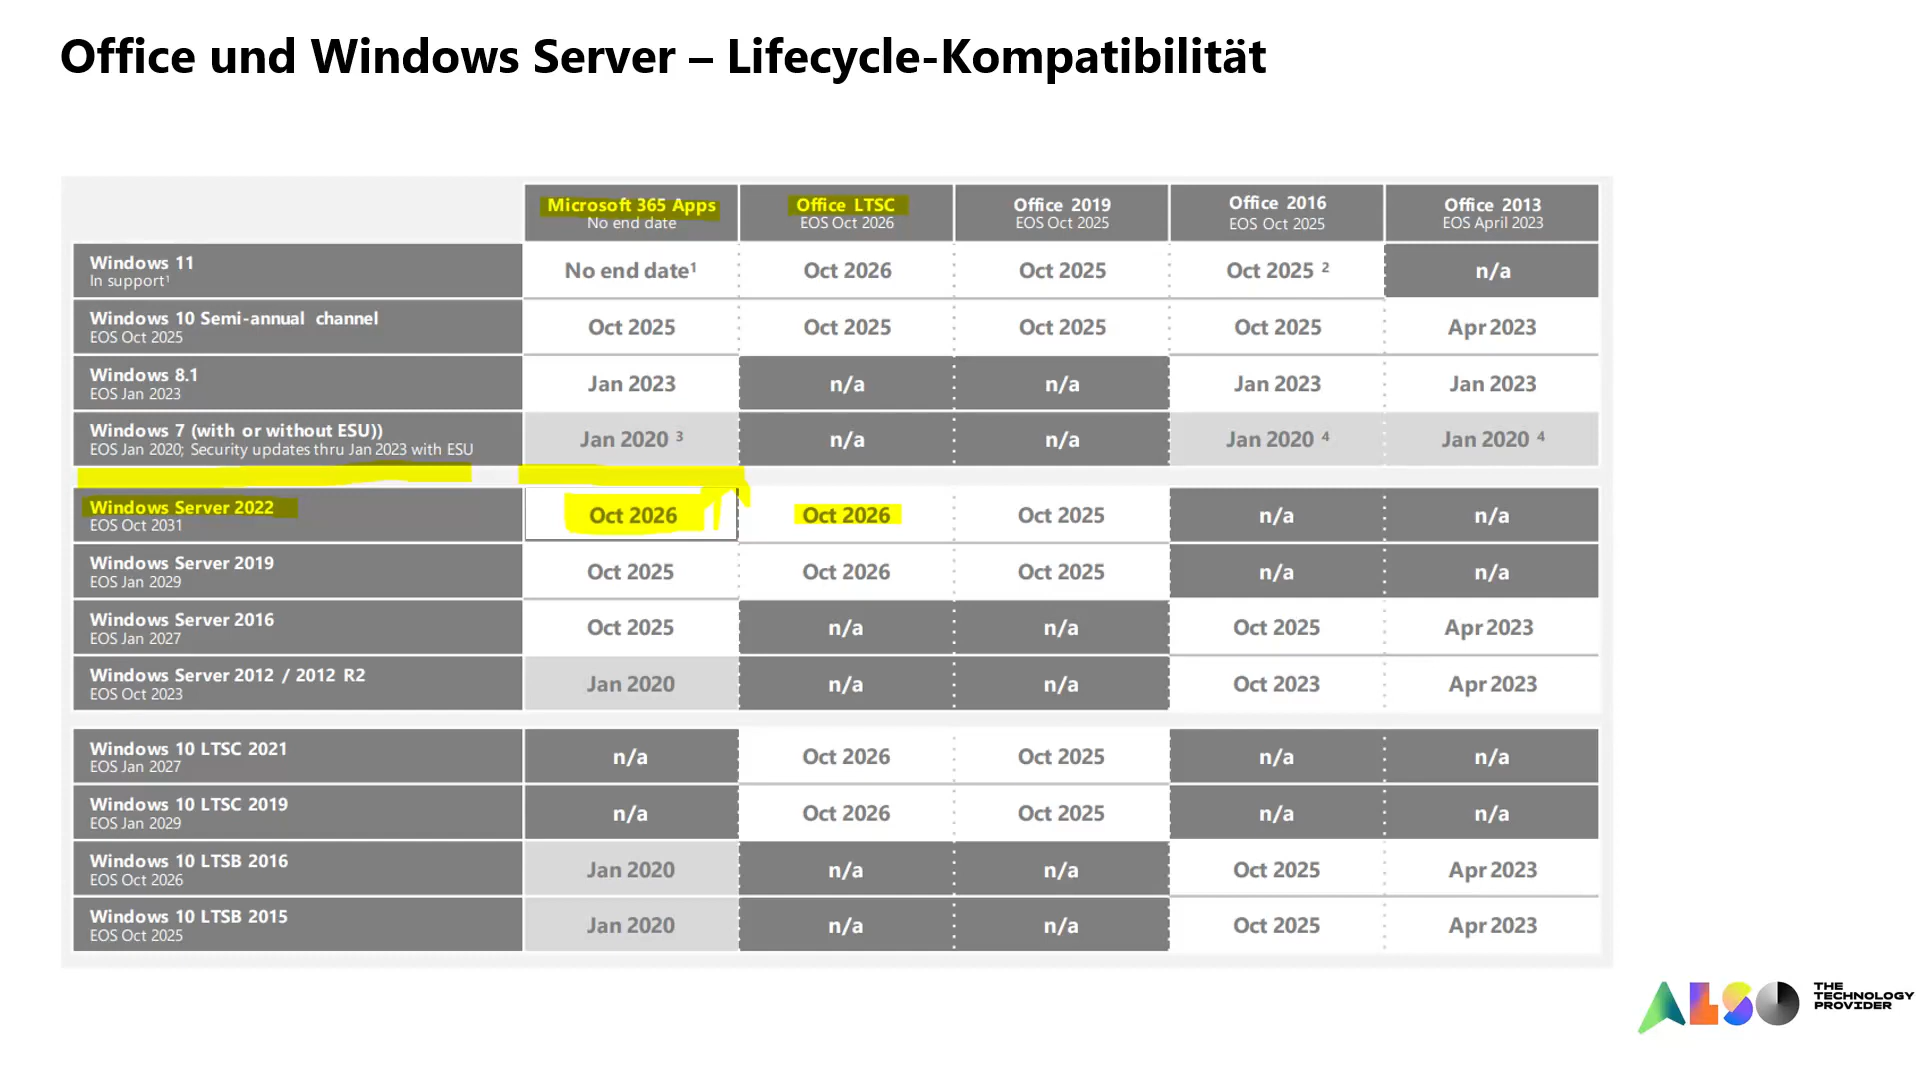 Office und Windows Server – Lifecycle-Kompatibilität
Microsoft 365 Apps
No end date
Office LTSC
EOS Oct 2026
Office 2019
EOS Oct 2025
Office 2016
EOS Oct 2025
Office 2013
EOS April 2023
Windows 11
In support¹
No end date¹
Oct 2026
Oct 2025
Oct 2025 ²
n/a
Windows 10 Semi-annual channel
EOS Oct 2025
Oct 2025
Oct 2025
Oct 2025
Oct 2025
Apr 2023
Windows 8.1
EOS Jan 2023
Jan 2023
n/a
n/a
Jan 2023
Jan 2023
Windows 7 (with or without ESU))
EOS Jan 2020; Security updates thru Jan 2023 with ESU
Jan 2020 ³
n/a
n/a
Jan 2020 ⁴
Jan 2020 ⁴
Windows Server 2022
EOS Oct 2031
Oct 2026
Oct 2026
Oct 2025
n/a
n/a
Windows Server 2019
EOS Jan 2029
Oct 2025
Oct 2026
Oct 2025
n/a
n/a
Windows Server 2016
EOS Jan 2027
Oct 2025
n/a
n/a
Oct 2025
Apr 2023
Windows Server 2012 / 2012 R2
EOS Oct 2023
Jan 2020
n/a
n/a
Oct 2023
Apr 2023
Windows 10 LTSC 2021
EOS Jan 2027
n/a
Oct 2026
Oct 2025
n/a
n/a
Windows 10 LTSC 2019
EOS Jan 2029
n/a
Oct 2026
Oct 2025
n/a
n/a
Windows 10 LTSB 2016
EOS Oct 2026
Jan 2020
n/a
n/a
Oct 2025
Apr 2023
Windows 10 LTSB 2015
EOS Oct 2025
Jan 2020
n/a
n/a
Oct 2025
Apr 2023
ALSO
THE
TECHNOLOGY
PROVIDER